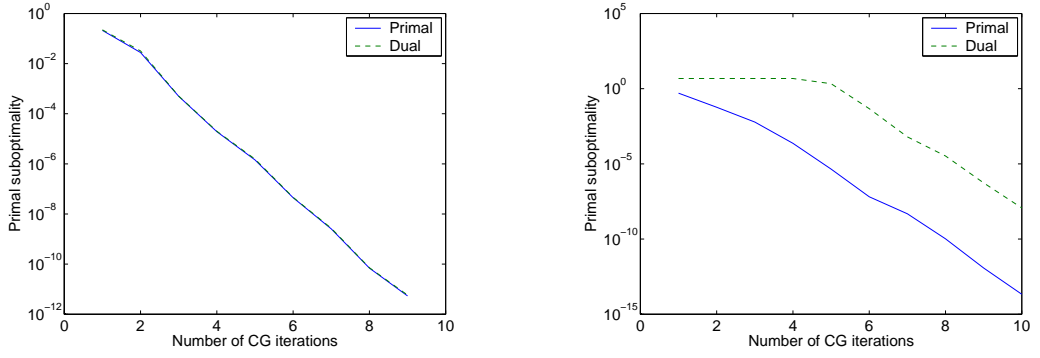 10^0
10^-2
10^-4
10^-6
10^-8
10^-10
10^-12
Primal suboptimality
0 2 4 6 8 10
Number of CG iterations
Primal
Dual
10^5
10^0
10^-5
10^-10
10^-15
Primal suboptimality
0 2 4 6 8 10
Number of CG iterations
Primal
Dual